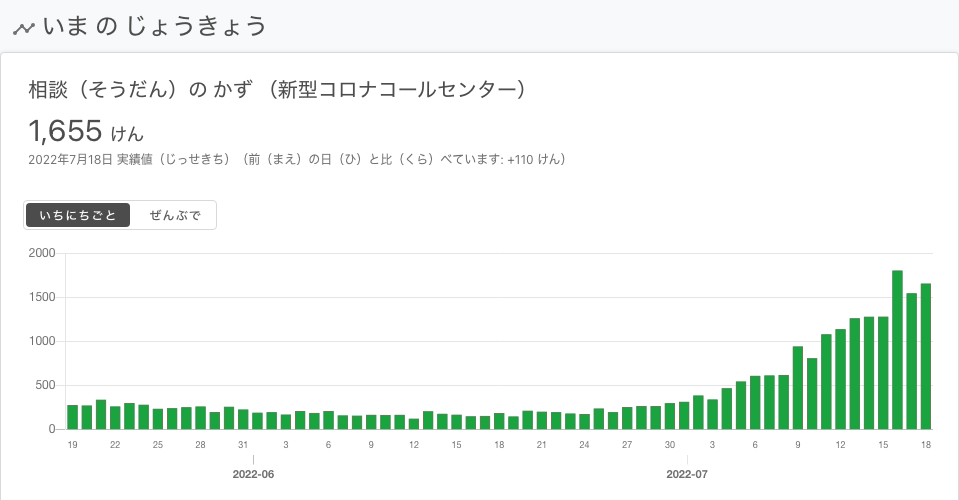 いま の じょうきょう
相談（そうだん）の かず （新型コロナコールセンター）
1,655 けん
2022年7月18日 実績値（じっせきち）（前（まえ）の日（ひ）と比（くら）べています: +110 けん）
いちにちごと ぜんぶで
2000
1500
1000
500
0
19 22 25 28 31 3 6 9 12 15 18 21 24 27 30 3 6 9 12 15 18
2022-06 2022-07